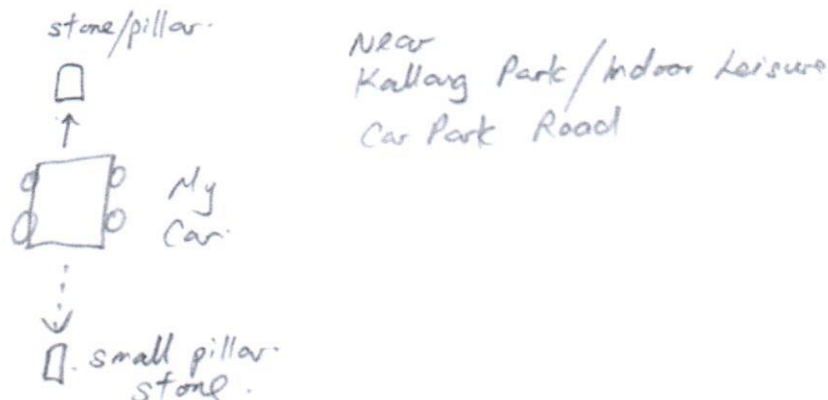 stone/pillar.
Near
Kallang Park/Indoor Leisure
Car Park Road
My
Car.
small pillar.
stone.